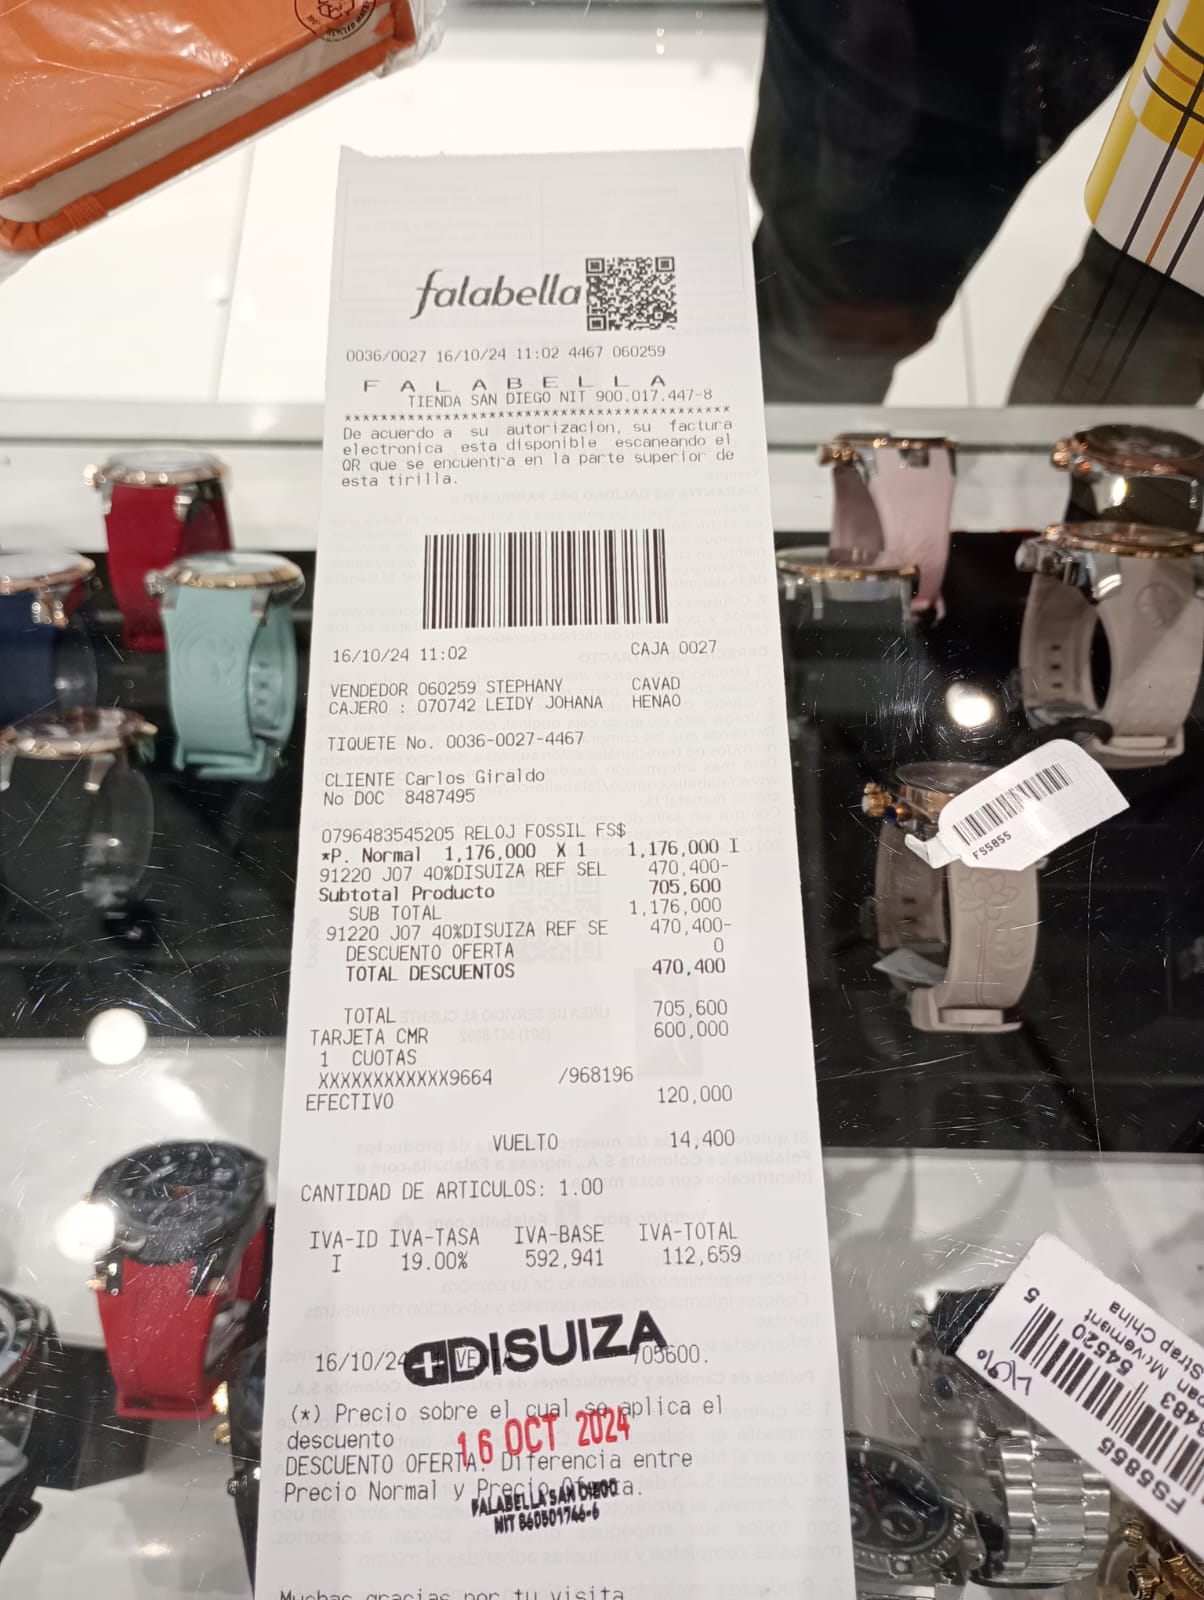 falabella
0036/0027 16/10/24 11:02 4467 060259
F A L A B E L L A
TIENDA SAN DIEGO NIT 900.017.447-8
*********************************************
De acuerdo a su autorizacion, su factura
electronica esta disponible escaneando el
QR que se encuentra en la parte superior de
esta tirilla.
16/10/24 11:02 CAJA 0027
VENDEDOR 060259 STEPHANY CAVAD
CAJERO : 070742 LEIDY JOHANA HENAO
TIQUETE No. 0036-0027-4467
CLIENTE Carlos Giraldo
No DOC 8487495
0796483545205 RELOJ FOSSIL FS$
*P. Normal 1,176,000 X 1 1,176,000 I
91220 J07 40%DISUIZA REF SEL 470,400-
Subtotal Producto 705,600
SUB TOTAL 1,176,000
91220 J07 40%DISUIZA REF SE 470,400-
DESCUENTO OFERTA 0
TOTAL DESCUENTOS 470,400
TOTAL 705,600
TARJETA CMR 600,000
1 CUOTAS
XXXXXXXXXXXX9664 /968196
EFECTIVO 120,000
VUELTO 14,400
CANTIDAD DE ARTICULOS: 1.00
IVA-ID IVA-TASA IVA-BASE IVA-TOTAL
I 19.00% 592,941 112,659
DISUIZA
16/10/24 705600.
(*) Precio sobre el cual se aplica el
descuento
16 OCT 2024
DESCUENTO OFERTA: Diferencia entre
Precio Normal y Precio Oferta.
FALABELLA SAN DIEGO
NIT 860501746-6
Muchas gracias por tu visita
FS5855
FS5855
54520 5
Movemant
Strap China